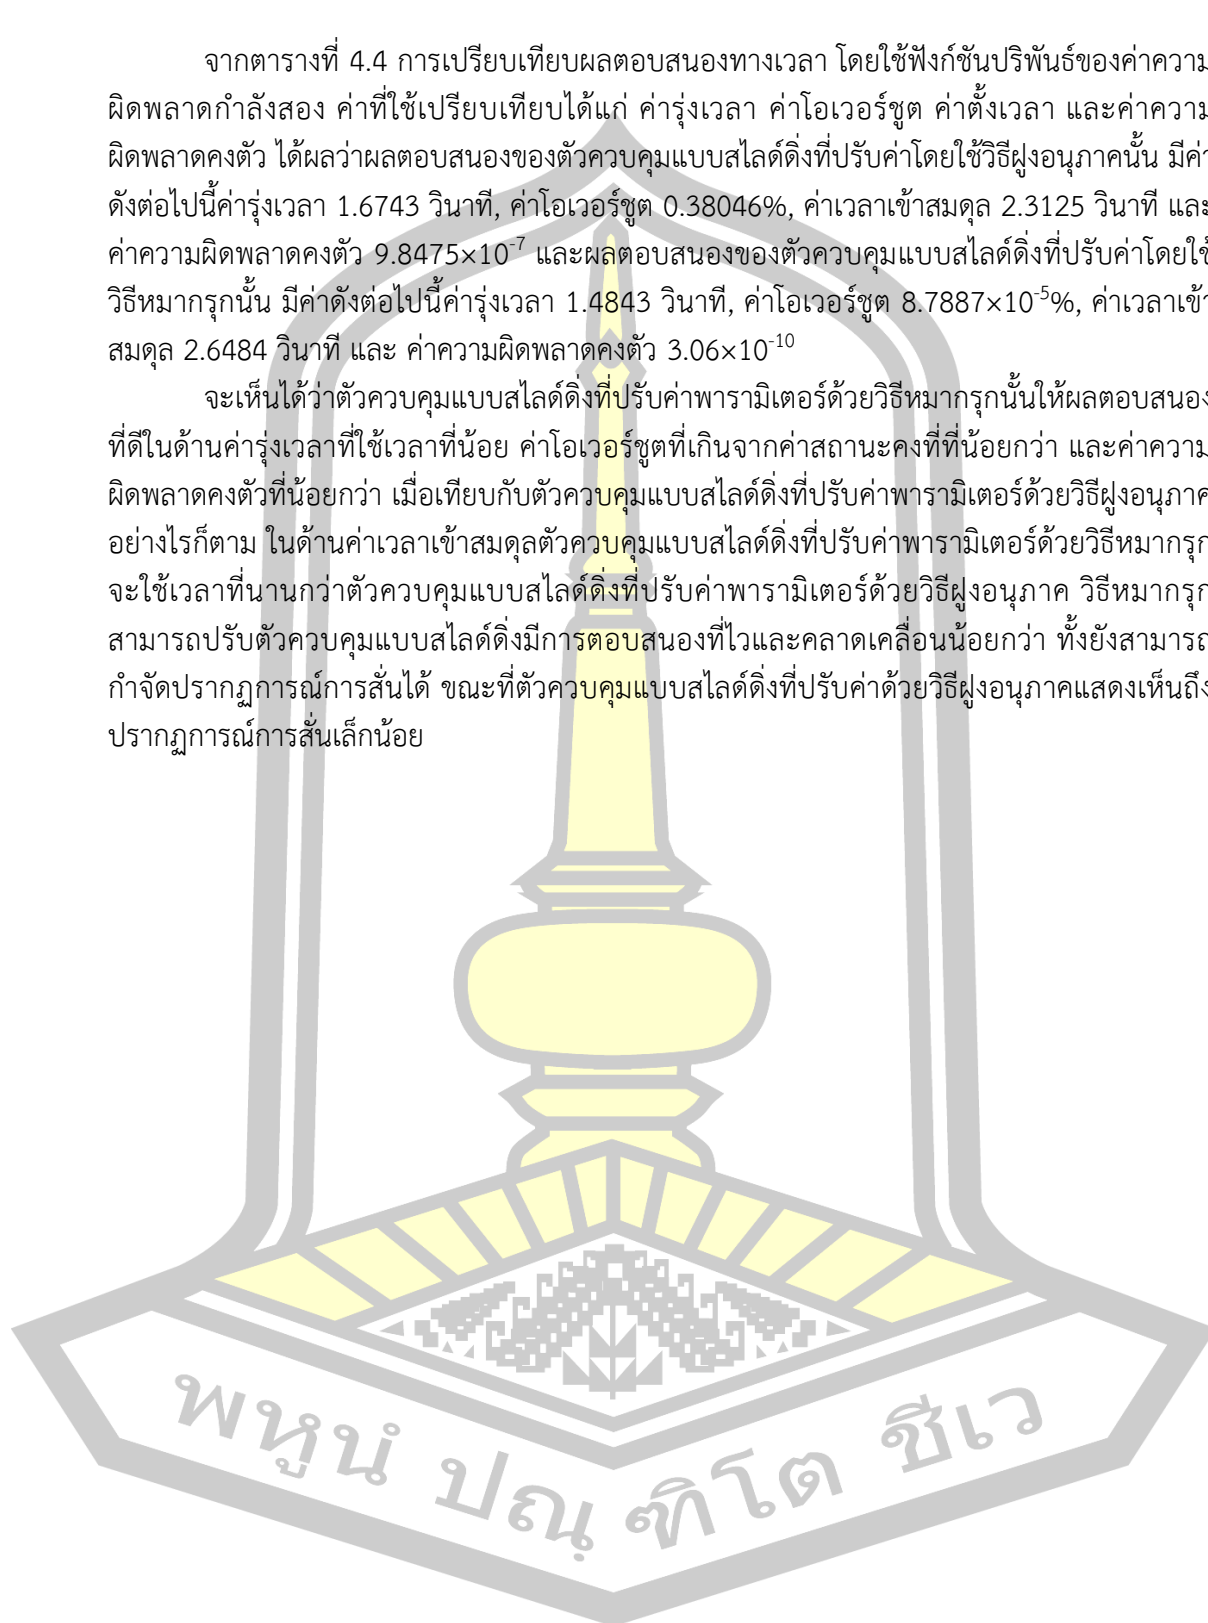 จากตารางที่ 4.4 การเปรียบเทียบผลตอบสนองทางเวลา โดยใช้ฟังก์ชันปริพันธ์ของค่าความ
ผิดพลาดกำลังสอง ค่าที่ใช้เปรียบเทียบได้แก่ ค่ารุ่งเวลา ค่าโอเวอร์ชูต ค่าตั้งเวลา และค่าความ
ผิดพลาดคงตัว ได้ผลว่าผลตอบสนองของตัวควบคุมแบบสไลด์ดิ่งที่ปรับค่าโดยใช้วิธีฝูงอนุภาคนั้น มีค่า
ดังต่อไปนี้ค่ารุ่งเวลา 1.6743 วินาที, ค่าโอเวอร์ชูต 0.38046%, ค่าเวลาเข้าสมดุล 2.3125 วินาที และ
ค่าความผิดพลาดคงตัว 9.8475×10⁻⁷ และผลตอบสนองของตัวควบคุมแบบสไลด์ดิ่งที่ปรับค่าโดยใช้
วิธีหมากรุกนั้น มีค่าดังต่อไปนี้ค่ารุ่งเวลา 1.4843 วินาที, ค่าโอเวอร์ชูต 8.7887×10⁻⁵%, ค่าเวลาเข้า
สมดุล 2.6484 วินาที และ ค่าความผิดพลาดคงตัว 3.06×10⁻¹⁰
จะเห็นได้ว่าตัวควบคุมแบบสไลด์ดิ่งที่ปรับค่าพารามิเตอร์ด้วยวิธีหมากรุกนั้นให้ผลตอบสนอง
ที่ดีในด้านค่ารุ่งเวลาที่ใช้เวลาที่น้อย ค่าโอเวอร์ชูตที่เกินจากค่าสถานะคงที่ที่น้อยกว่า และค่าความ
ผิดพลาดคงตัวที่น้อยกว่า เมื่อเทียบกับตัวควบคุมแบบสไลด์ดิ่งที่ปรับค่าพารามิเตอร์ด้วยวิธีฝูงอนุภาค
อย่างไรก็ตาม ในด้านค่าเวลาเข้าสมดุลตัวควบคุมแบบสไลด์ดิ่งที่ปรับค่าพารามิเตอร์ด้วยวิธีหมากรุก
จะใช้เวลาที่นานกว่าตัวควบคุมแบบสไลด์ดิ่งที่ปรับค่าพารามิเตอร์ด้วยวิธีฝูงอนุภาค วิธีหมากรุก
สามารถปรับตัวควบคุมแบบสไลด์ดิ่งมีการตอบสนองที่ไวและคลาดเคลื่อนน้อยกว่า ทั้งยังสามารถ
กำจัดปรากฏการณ์การสั่นได้ ขณะที่ตัวควบคุมแบบสไลด์ดิ่งที่ปรับค่าด้วยวิธีฝูงอนุภาคแสดงเห็นถึง
ปรากฏการณ์การสั่นเล็กน้อย
พหูนํ ปณฺ ฑิโต ชีเว